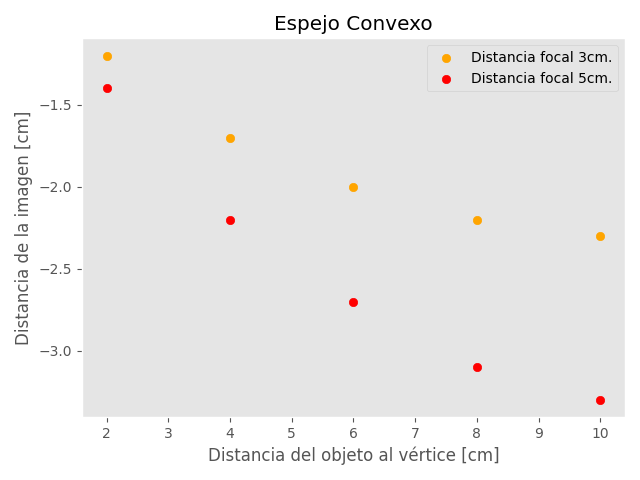 Espejo Convexo
Distancia focal 3cm.
Distancia focal 5cm.
Distancia de la imagen [cm]
−1.5
−2.0
−2.5
−3.0
2 3 4 5 6 7 8 9 10
Distancia del objeto al vértice [cm]